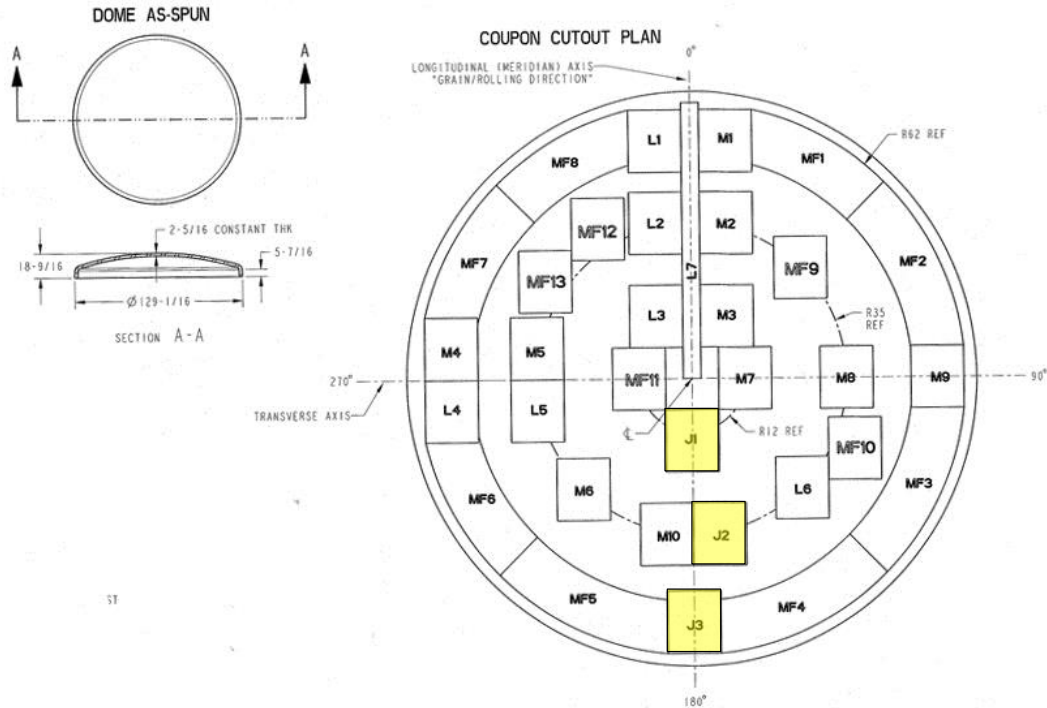 DOME AS-SPUN
A
A
2-5/16 CONSTANT THK
5-7/16
18-9/16
Ø129-1/16
SECTION A-A
COUPON CUTOUT PLAN
0°
LONGITUDINAL (MERIDIAN) AXIS
"GRAIN/ROLLING DIRECTION"
R62 REF
L1
M1
MF8
MF1
L2
M2
MF12
MF9
MF7
MF13
MF2
L7
L3
M3
R35
REF
M4
M5
MF11
M7
M8
M9
270°
90°
TRANSVERSE AXIS
L4
L5
℄
R12 REF
J1
MF10
M6
L6
MF6
MF3
M10
J2
MF5
MF4
J3
180°
ST